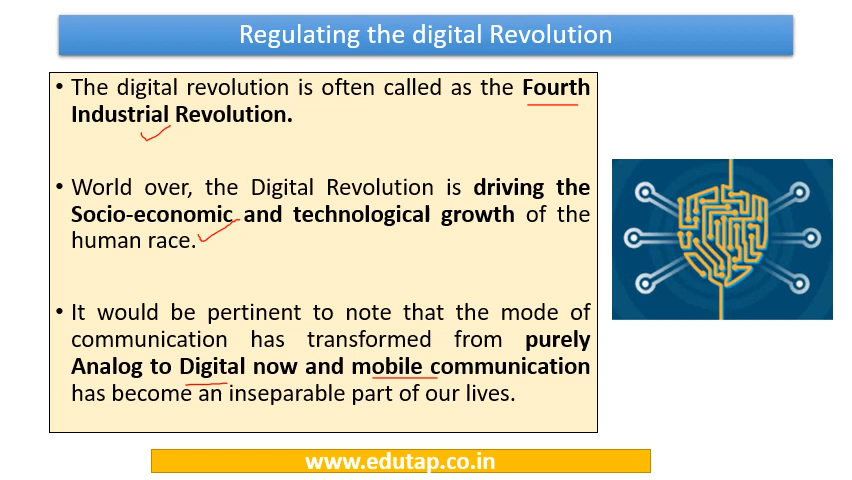 Regulating the digital Revolution
• The digital revolution is often called as the Fourth
Industrial Revolution.
• World over, the Digital Revolution is driving the
Socio-economic and technological growth of the
human race.
• It would be pertinent to note that the mode of
communication has transformed from purely
Analog to Digital now and mobile communication
has become an inseparable part of our lives.
www.edutap.co.in